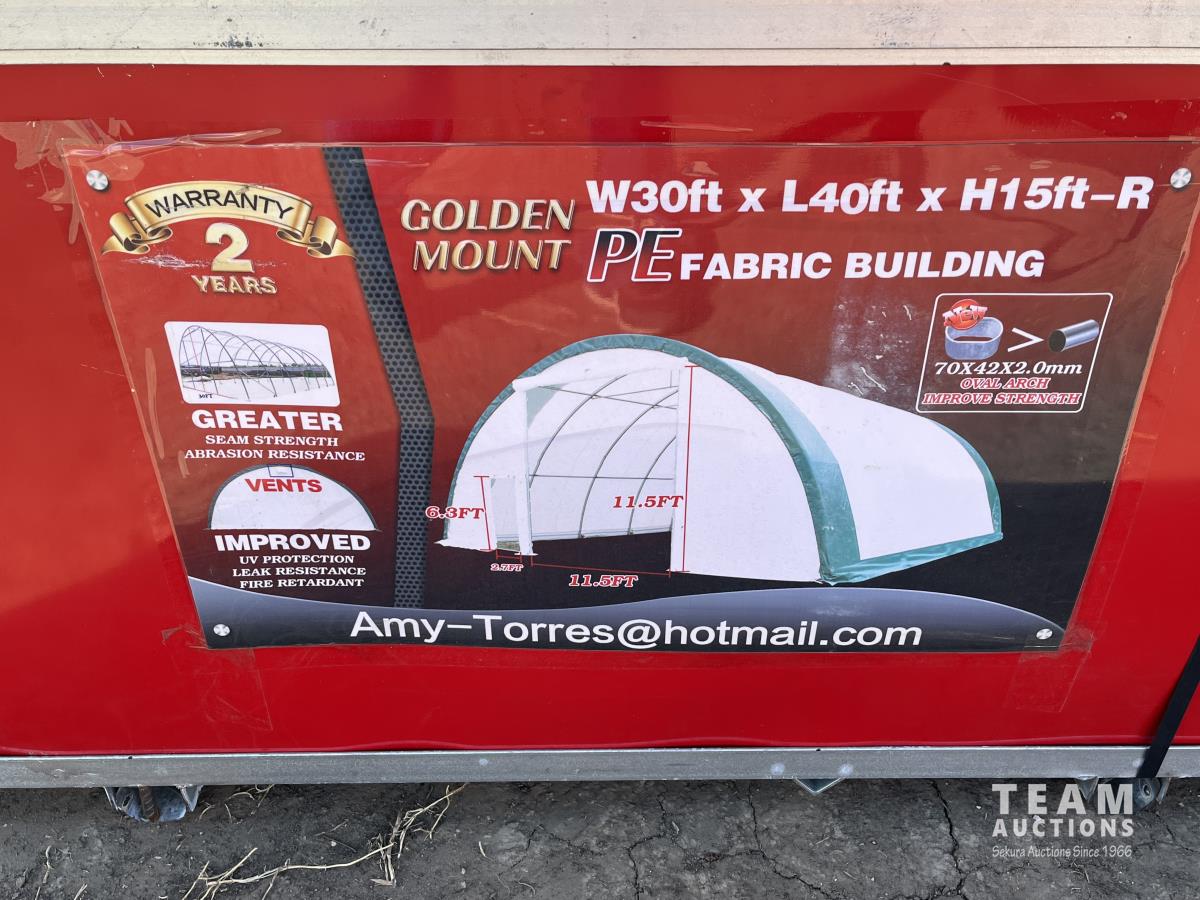 WARRANTY
2
YEARS
GOLDEN
MOUNT
W30ft x L40ft x H15ft-R
PE FABRIC BUILDING
NEW
>
70X42X2.0mm
OVAL ARCH
IMPROVE STRENGTH
30FT
GREATER
SEAM STRENGTH
ABRASION RESISTANCE
VENTS
IMPROVED
UV PROTECTION
LEAK RESISTANCE
FIRE RETARDANT
6.3FT
11.5FT
2.7FT
11.5FT
Amy-Torres@hotmail.com
TEAM
AUCTIONS
Sekura Auctions Since 1966